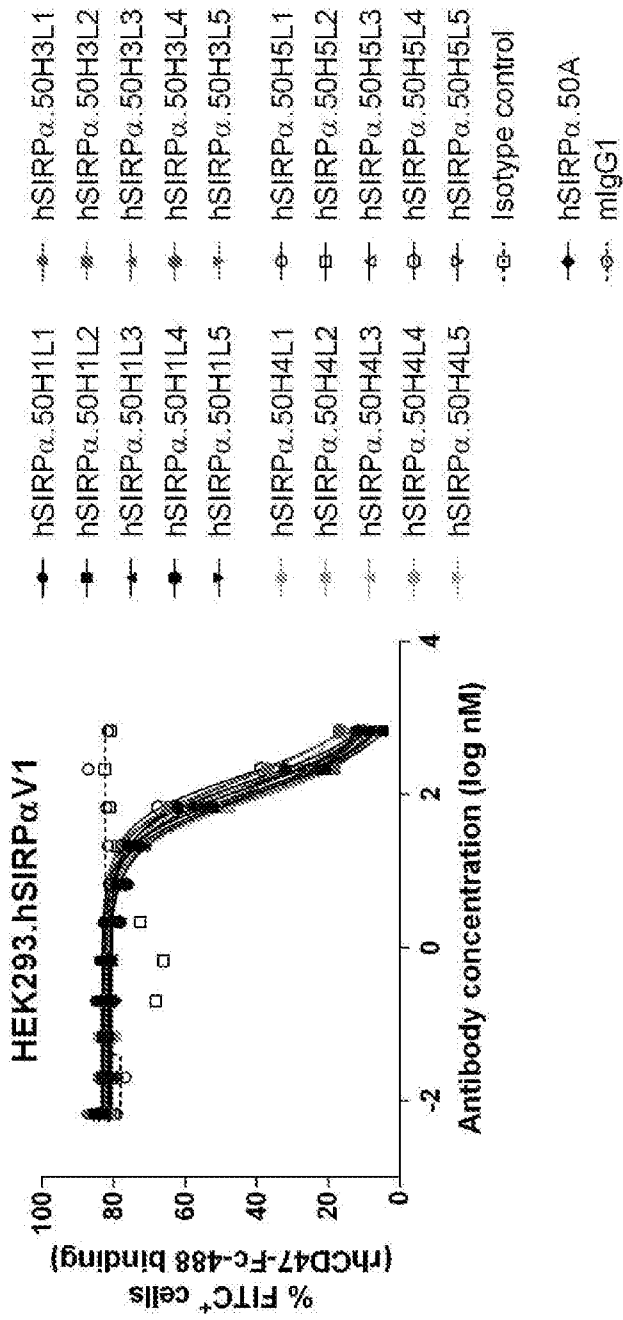 HEK293.hSIRPαV1
% FITC⁺ cells
(rhCD47-Fc-488 binding)
100
80
60
40
20
0
-2
0
2
4
Antibody concentration (log nM)
hSIRPα.50H1L1
hSIRPα.50H1L2
hSIRPα.50H1L3
hSIRPα.50H1L4
hSIRPα.50H1L5
hSIRPα.50H4L1
hSIRPα.50H4L2
hSIRPα.50H4L3
hSIRPα.50H4L4
hSIRPα.50H4L5
hSIRPα.50H3L1
hSIRPα.50H3L2
hSIRPα.50H3L3
hSIRPα.50H3L4
hSIRPα.50H3L5
hSIRPα.50H5L1
hSIRPα.50H5L2
hSIRPα.50H5L3
hSIRPα.50H5L4
hSIRPα.50H5L5
Isotype control
hSIRPα.50A
mIgG1